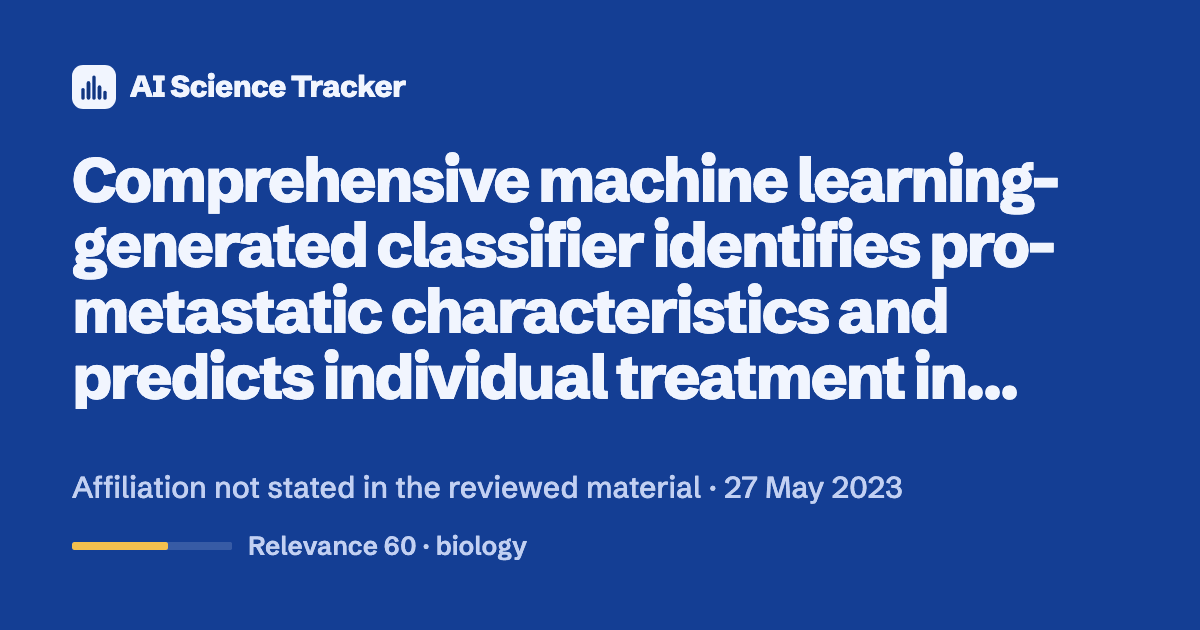 AI Science Tracker
Comprehensive machine learning-
generated classifier identifies pro-
metastatic characteristics and
predicts individual treatment in...
Affiliation not stated in the reviewed material · 27 May 2023
Relevance 60 · biology